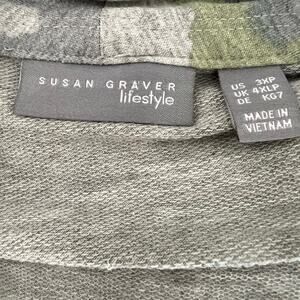 SUSAN GRAVER
lifestyle
US 3XP
UK 4XLP
DE KG7
MADE IN
VIETNAM